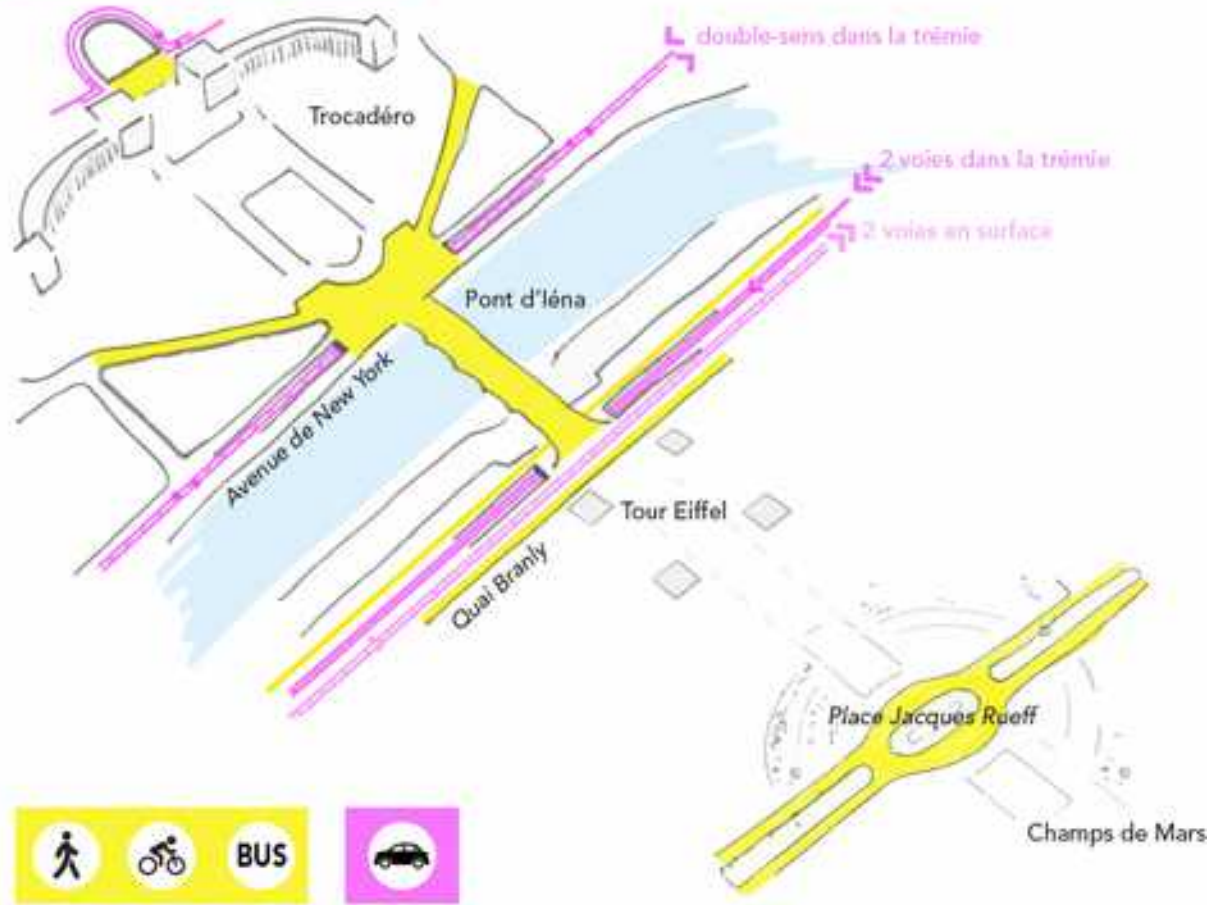 double-sens dans la trémie
Trocadéro
2 voies dans la trémie
2 voies en surface
Pont d'Iéna
Avenue de New York
Tour Eiffel
Quai Branly
Place Jacques Rueff
Champs de Mars
BUS